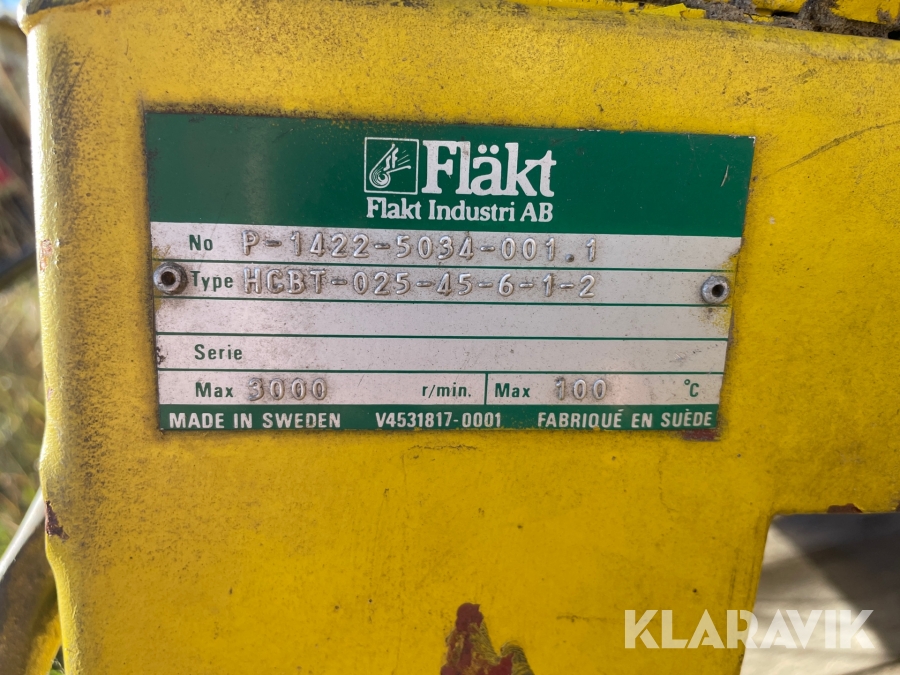 Fläkt
Flakt Industri AB
No P-1422-5034-001.1
Type HCBT-025-45-6-1-2
Serie
Max 3000 r/min. Max 100 °C
MADE IN SWEDEN V4531817-0001 FABRIQUÉ EN SUÈDE
KLARAVIK